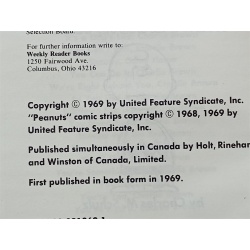 Selection Board.
For further information write to:
Weekly Reader Books
1250 Fairwood Ave.
Columbus, Ohio 43216
Copyright © 1969 by United Feature Syndicate, Inc.
"Peanuts" comic strips copyright © 1968, 1969 by
United Feature Syndicate, Inc.
Published simultaneously in Canada by Holt, Rinehar
and Winston of Canada, Limited.
First published in book form in 1969.